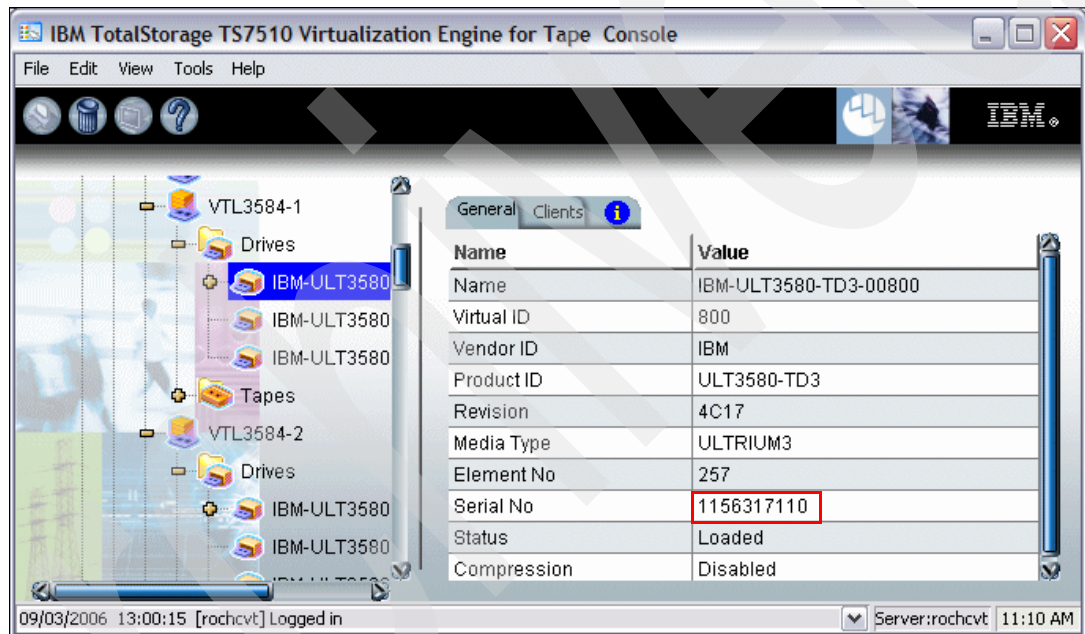 IBM TotalStorage TS7510 Virtualization Engine for Tape Console
File Edit View Tools Help
IBM
VTL3584-1
Drives
IBM-ULT3580
IBM-ULT3580
IBM-ULT3580
Tapes
VTL3584-2
Drives
IBM-ULT3580
IBM-ULT3580
General Clients
Name Value
Name IBM-ULT3580-TD3-00800
Virtual ID 800
Vendor ID IBM
Product ID ULT3580-TD3
Revision 4C17
Media Type ULTRIUM3
Element No 257
Serial No 1156317110
Status Loaded
Compression Disabled
09/03/2006 13:00:15 [rochcvt] Logged in Server:rochcvt 11:10 AM